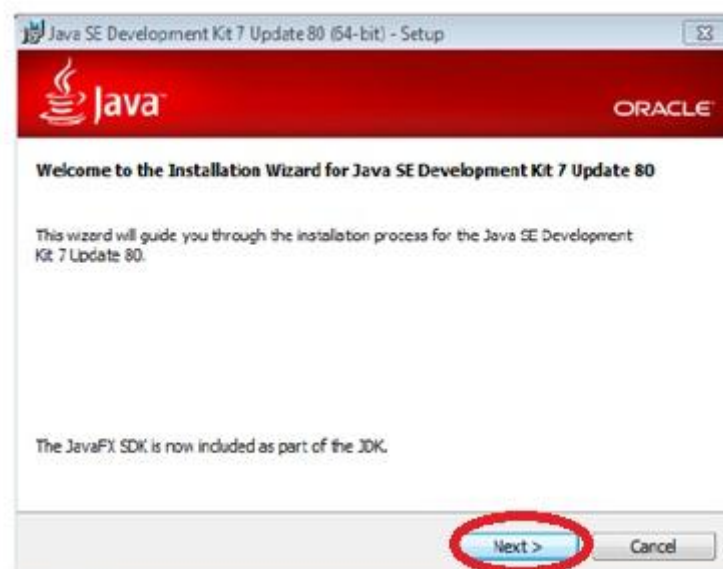 Java SE Development Kit 7 Update 80 (64-bit) - Setup
Java
ORACLE
Welcome to the Installation Wizard for Java SE Development Kit 7 Update 80
This wizard will guide you through the installation process for the Java SE Development
Kit 7 Update 80.
The JavaFX SDK is now included as part of the JDK.
Next >
Cancel